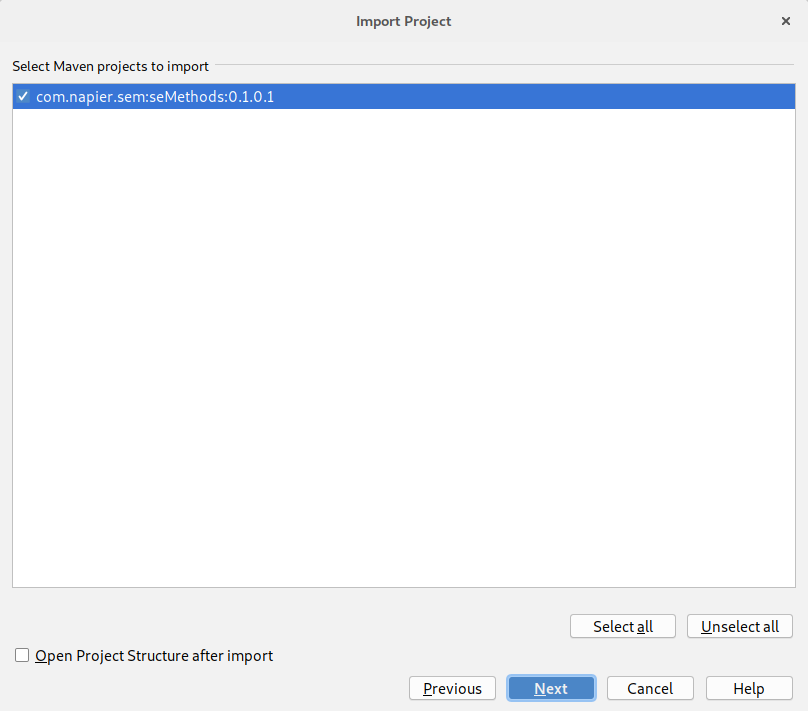 Import Project
Select Maven projects to import
com.napier.sem:seMethods:0.1.0.1
Select all
Unselect all
Open Project Structure after import
Previous
Next
Cancel
Help